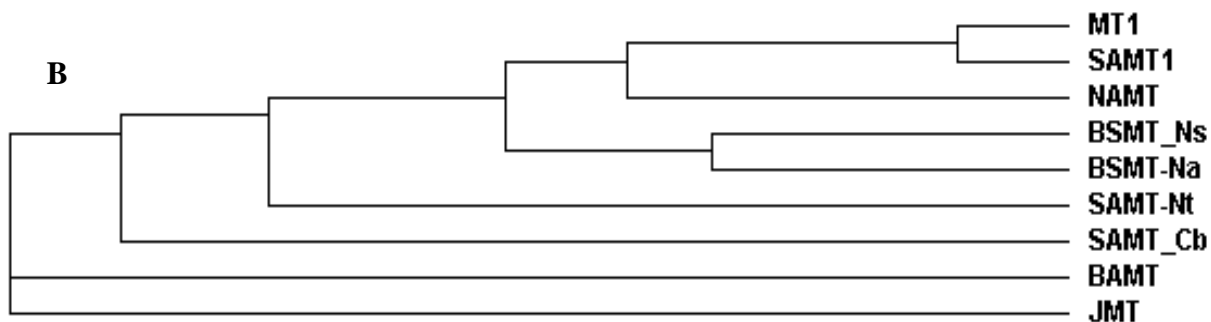 MT1
SAMT1
B
NAMT
BSMT_Ns
BSMT-Na
SAMT-Nt
SAMT_Cb
BAMT
JMT